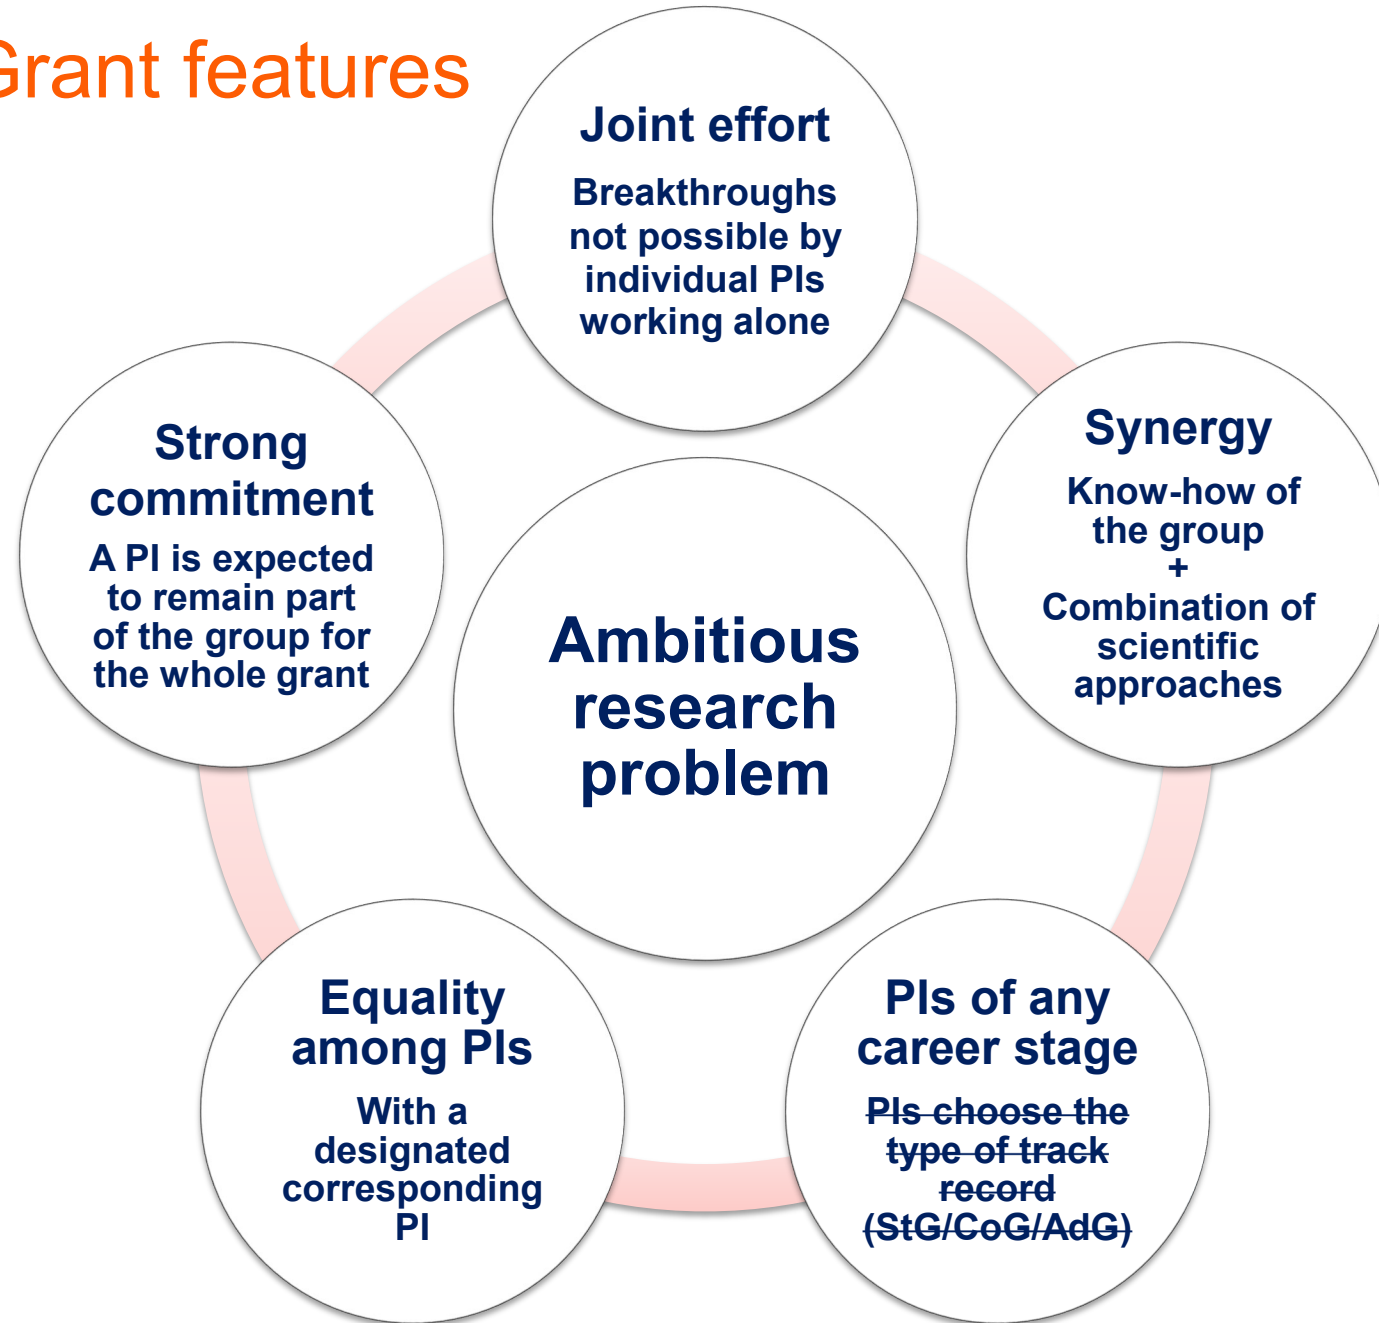 Grant features
Joint effort
Breakthroughs
not possible by
individual PIs
working alone
Strong
commitment
A PI is expected
to remain part
of the group for
the whole grant
Synergy
Know-how of
the group
+
Combination of
scientific
approaches
Ambitious
research
problem
Equality
among PIs
With a
designated
corresponding
PI
PIs of any
career stage
PIs choose the
type of track
record
(StG/CoG/AdG)